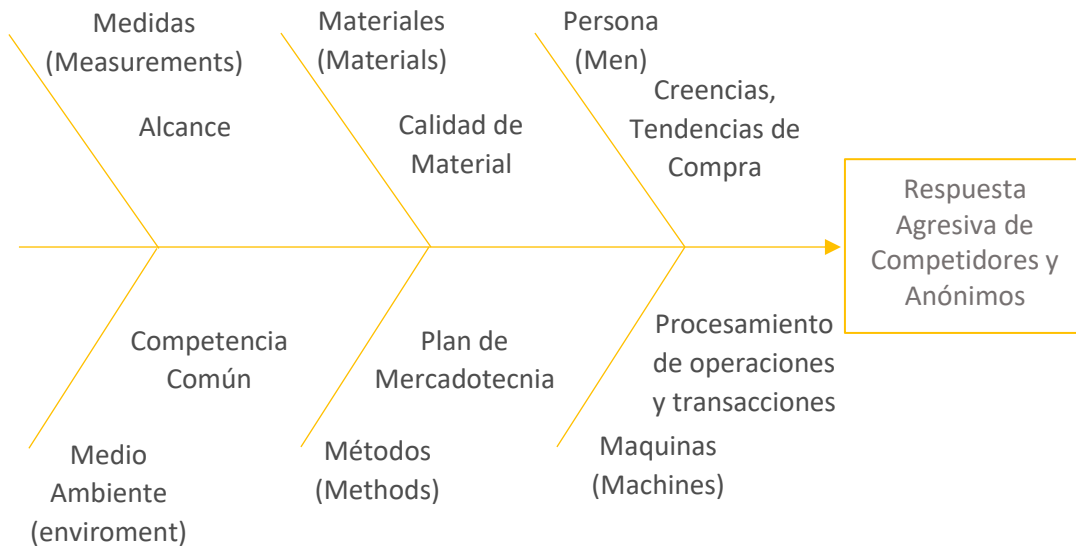 Medidas
(Measurements)
Alcance
Materiales
(Materials)
Calidad de
Material
Persona
(Men)
Creencias,
Tendencias de
Compra
Respuesta
Agresiva de
Competidores y
Anónimos
Competencia
Común
Medio
Ambiente
(enviroment)
Plan de
Mercadotecnia
Métodos
(Methods)
Procesamiento
de operaciones
y transacciones
Maquinas
(Machines)